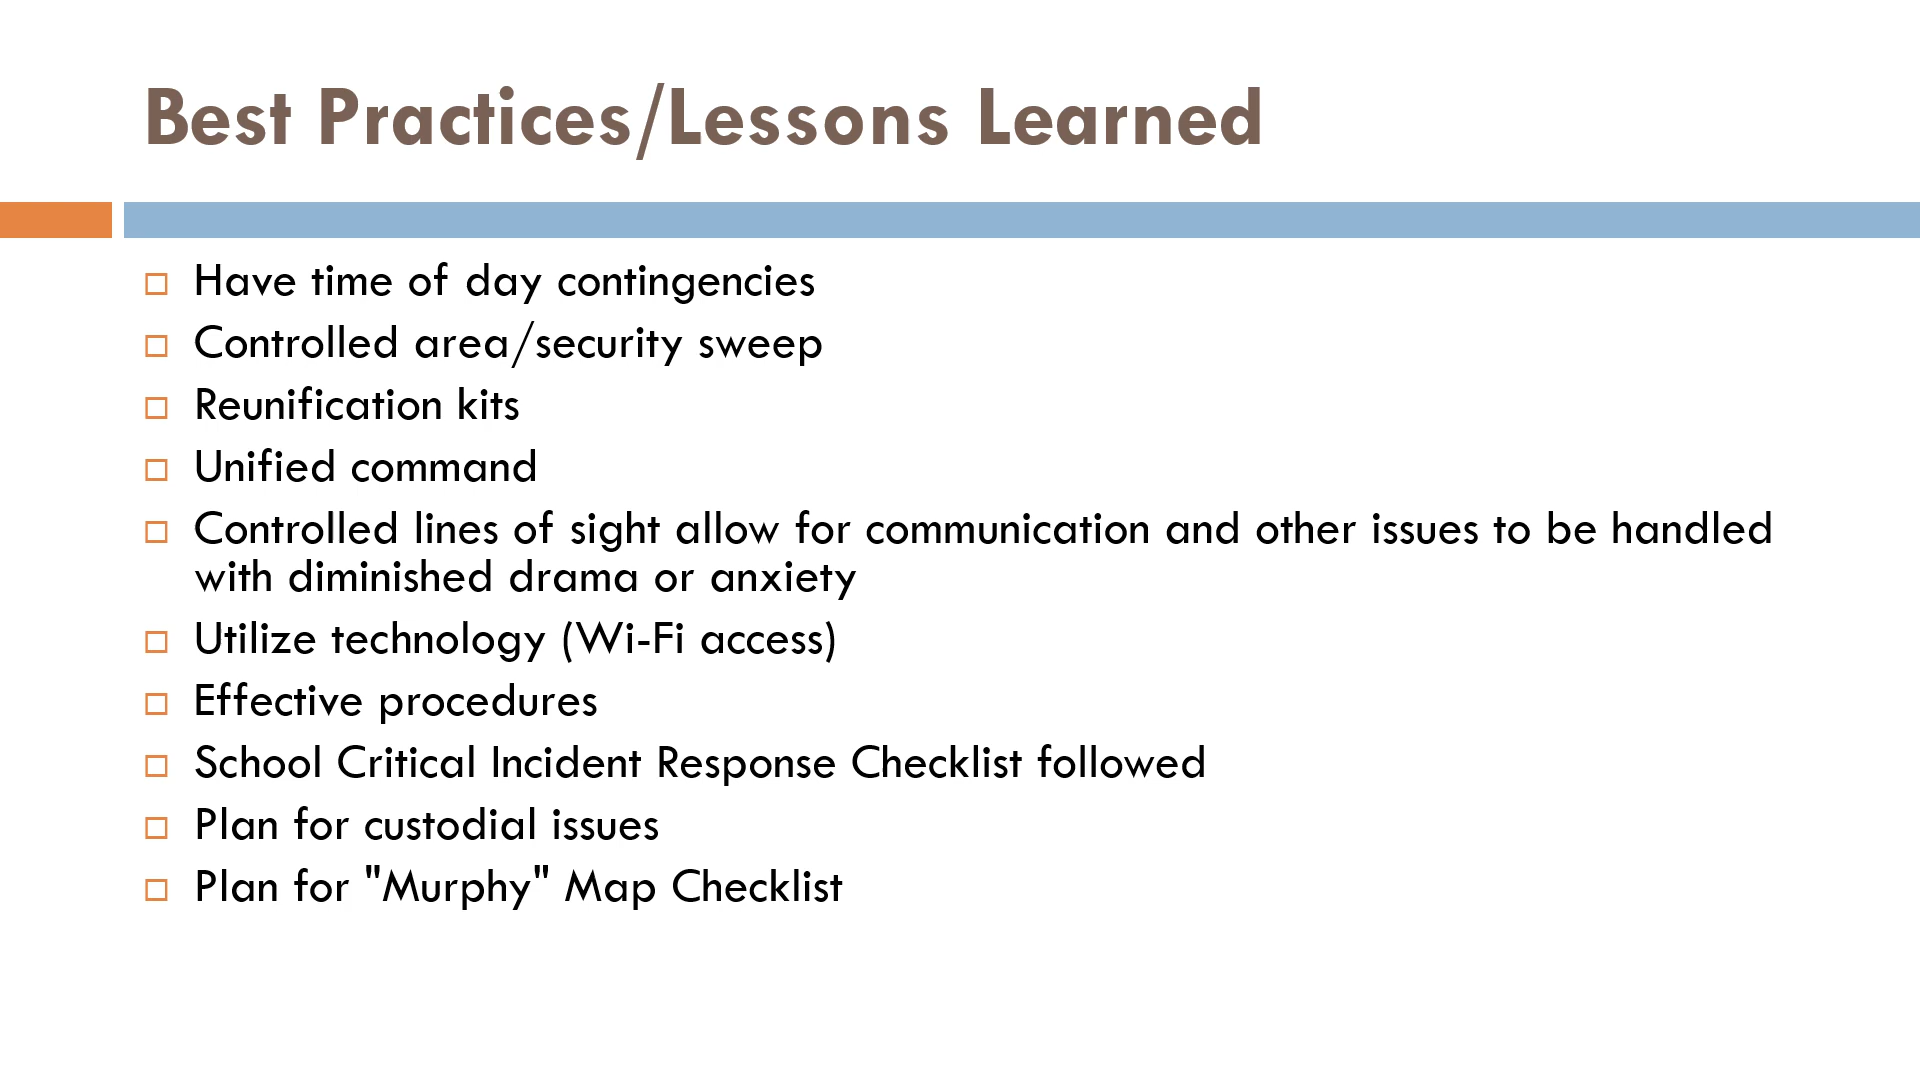 Best Practices/Lessons Learned
Have time of day contingencies
Controlled area/security sweep
Reunification kits
Unified command
Controlled lines of sight allow for communication and other issues to be handled
with diminished drama or anxiety
Utilize technology (Wi-Fi access)
Effective procedures
School Critical Incident Response Checklist followed
Plan for custodial issues
Plan for "Murphy" Map Checklist